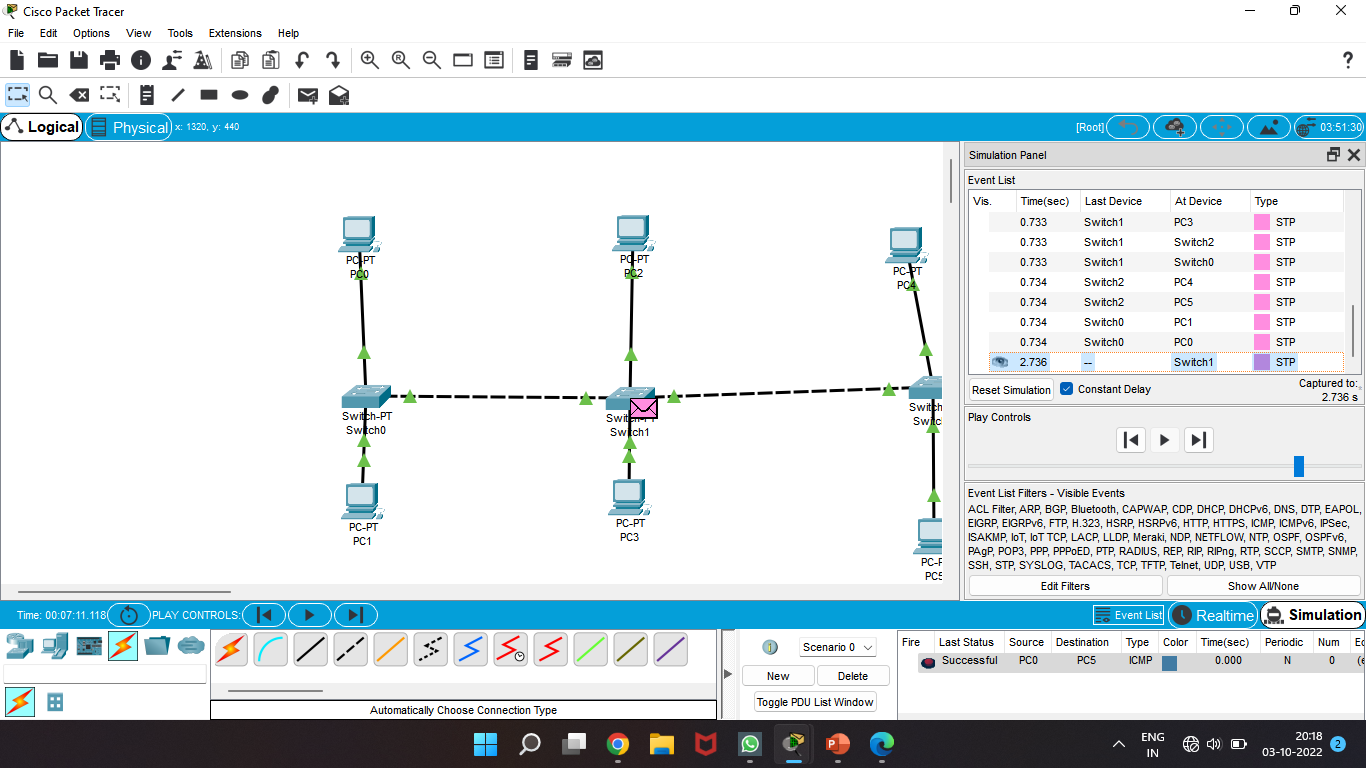 Cisco Packet Tracer
File Edit Options View Tools Extensions Help
Logical Physical x: 1320, y: 440 [Root] 03:51:30
PC-PT
PC0
PC-PT
PC2
PC-PT
PC4
Switch-PT
Switch0
Switch-PT
Switch1
Switch
Switc
PC-PT
PC1
PC-PT
PC3
PC-F
PC5
Simulation Panel
Event List
Vis. Time(sec) Last Device At Device Type
0.733 Switch1 PC3 STP
0.733 Switch1 Switch2 STP
0.733 Switch1 Switch0 STP
0.734 Switch2 PC4 STP
0.734 Switch2 PC5 STP
0.734 Switch0 PC1 STP
0.734 Switch0 PC0 STP
2.736 -- Switch1 STP
Reset Simulation Constant Delay Captured to:
2.736 s
Play Controls
Event List Filters - Visible Events
ACL Filter, ARP, BGP, Bluetooth, CAPWAP, CDP, DHCP, DHCPv6, DNS, DTP, EAPOL,
EIGRP, EIGRPv6, FTP, H.323, HSRP, HSRPv6, HTTP, HTTPS, ICMP, ICMPv6, IPSec,
ISAKMP, IoT, IoT TCP, LACP, LLDP, Meraki, NDP, NETFLOW, NTP, OSPF, OSPFv6,
PAgP, POP3, PPP, PPPoED, PTP, RADIUS, REP, RIP, RIPng, RTP, SCCP, SMTP, SNMP,
SSH, STP, SYSLOG, TACACS, TCP, TFTP, Telnet, UDP, USB, VTP
Edit Filters Show All/None
Time: 00:07:11.118 PLAY CONTROLS: Event List Realtime Simulation
Automatically Choose Connection Type
Scenario 0
New Delete
Toggle PDU List Window
Fire Last Status Source Destination Type Color Time(sec) Periodic Num Ec
Successful PC0 PC5 ICMP 0.000 N 0 (e
ENG
IN
20:18
03-10-2022
2